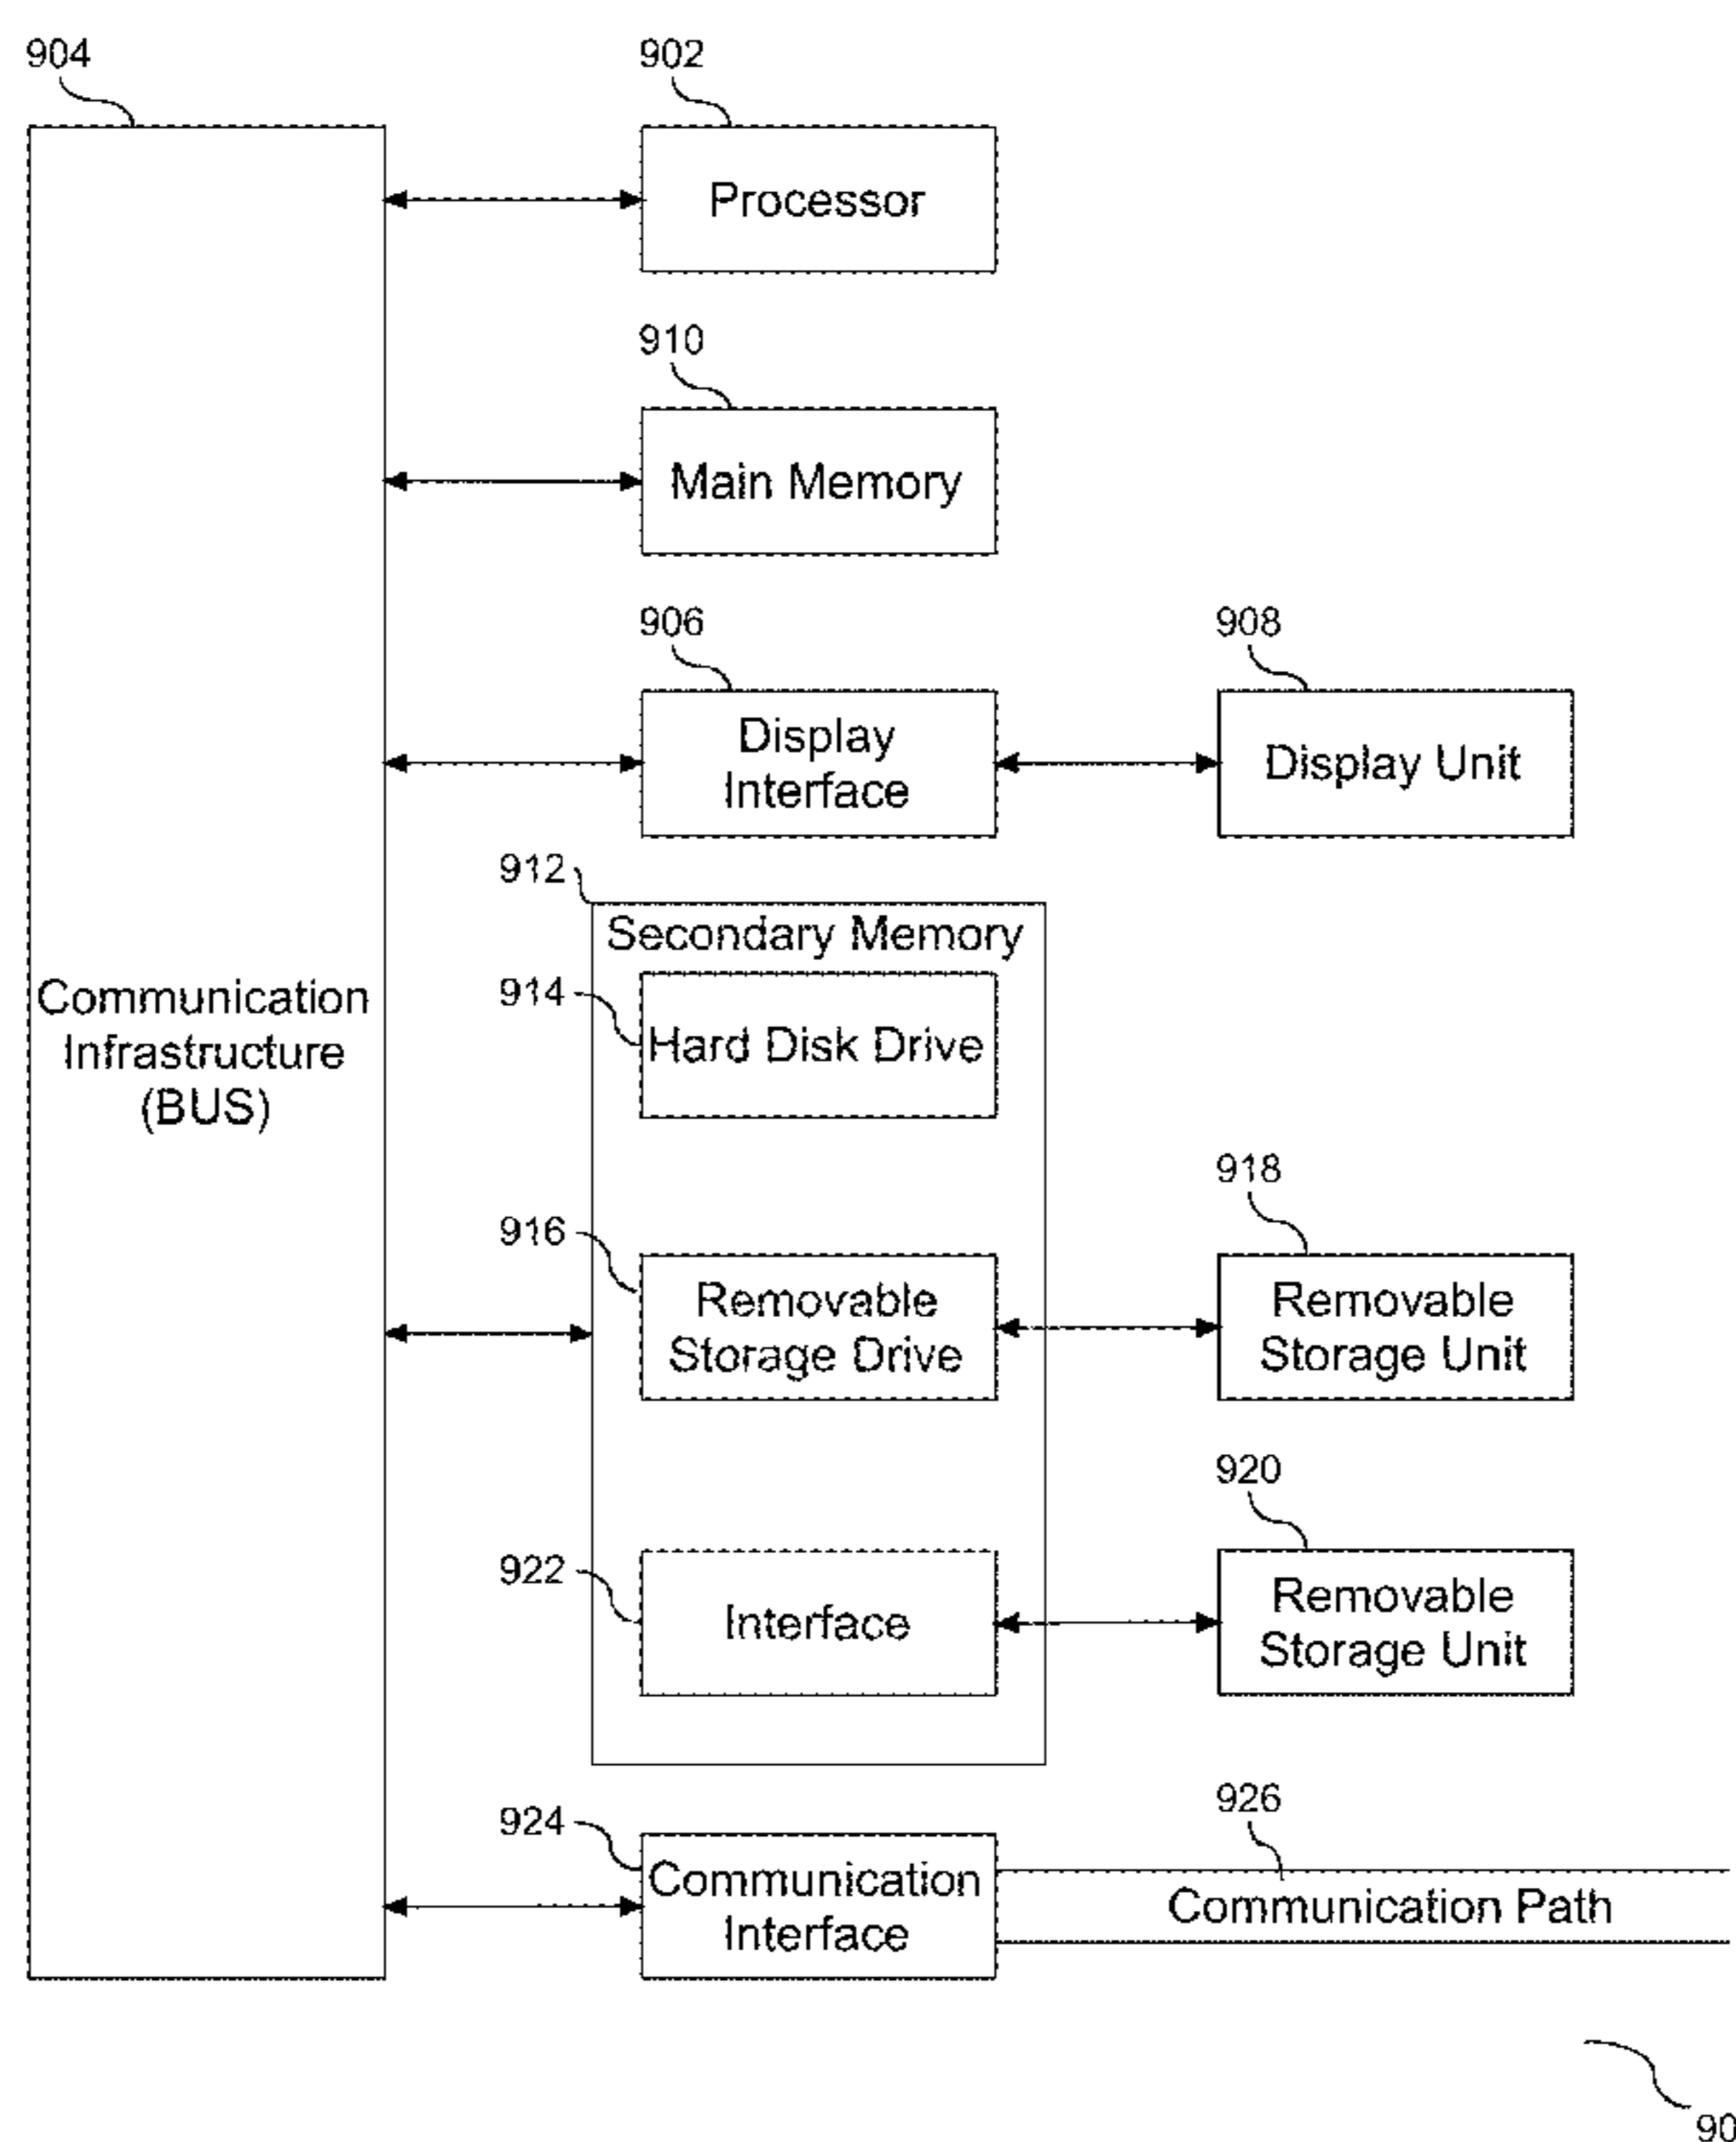 904
902
Processor
910
Main Memory
906
908
Display
Interface
Display Unit
912
Secondary Memory
914
Hard Disk Drive
Communication
Infrastructure
(BUS)
918
916
Removable
Storage Drive
Removable
Storage Unit
920
922
Interface
Removable
Storage Unit
926
924
Communication
Interface
Communication Path
90